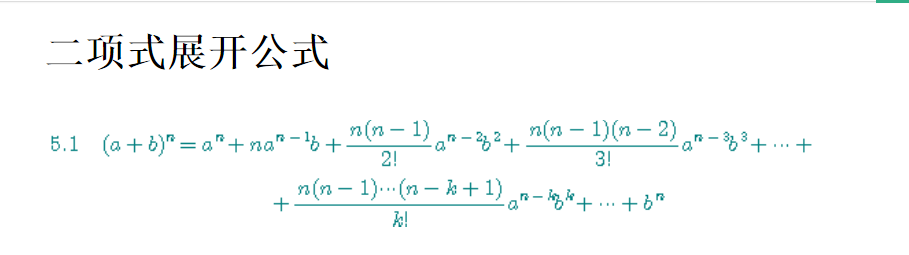 二项式展开公式
5.1 $(a+b)^n = a^n + na^{n-1}b + \frac{n(n-1)}{2!}a^{n-2}b^2 + \frac{n(n-1)(n-2)}{3!}a^{n-3}b^3 + \cdots +$
$+ \frac{n(n-1)\cdots(n-k+1)}{k!}a^{n-k}b^k + \cdots + b^n$